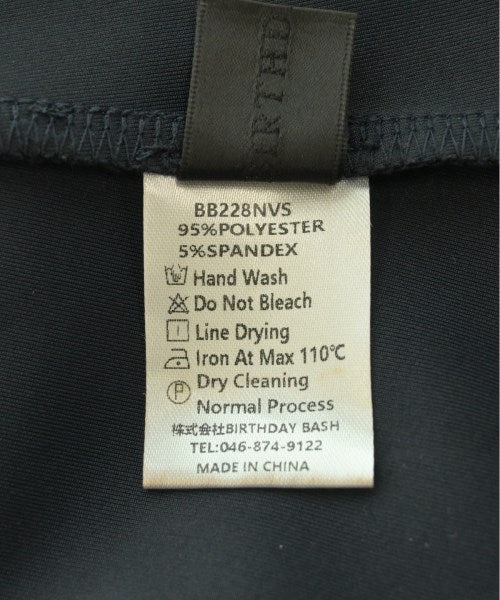 BIRTHD
BB228NVS
95%POLYESTER
5%SPANDEX
Hand Wash
Do Not Bleach
Line Drying
Iron At Max 110℃
P Dry Cleaning
Normal Process
株式会社BIRTHDAY BASH
TEL:046-874-9122
MADE IN CHINA